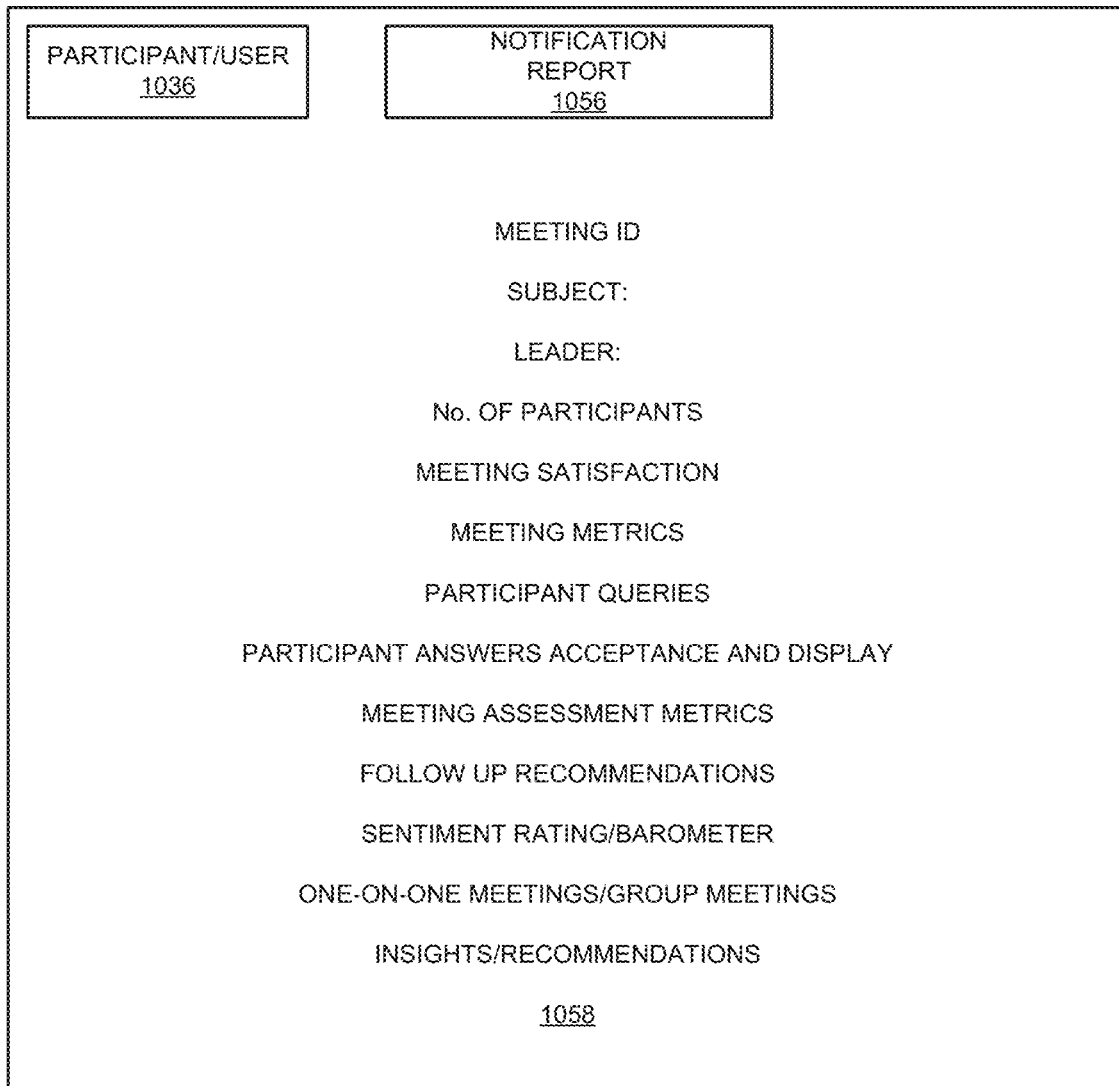 PARTICIPANT/USER
1036
NOTIFICATION
REPORT
1056
MEETING ID
SUBJECT:
LEADER:
No. OF PARTICIPANTS
MEETING SATISFACTION
MEETING METRICS
PARTICIPANT QUERIES
PARTICIPANT ANSWERS ACCEPTANCE AND DISPLAY
MEETING ASSESSMENT METRICS
FOLLOW UP RECOMMENDATIONS
SENTIMENT RATING/BAROMETER
ONE-ON-ONE MEETINGS/GROUP MEETINGS
INSIGHTS/RECOMMENDATIONS
1058